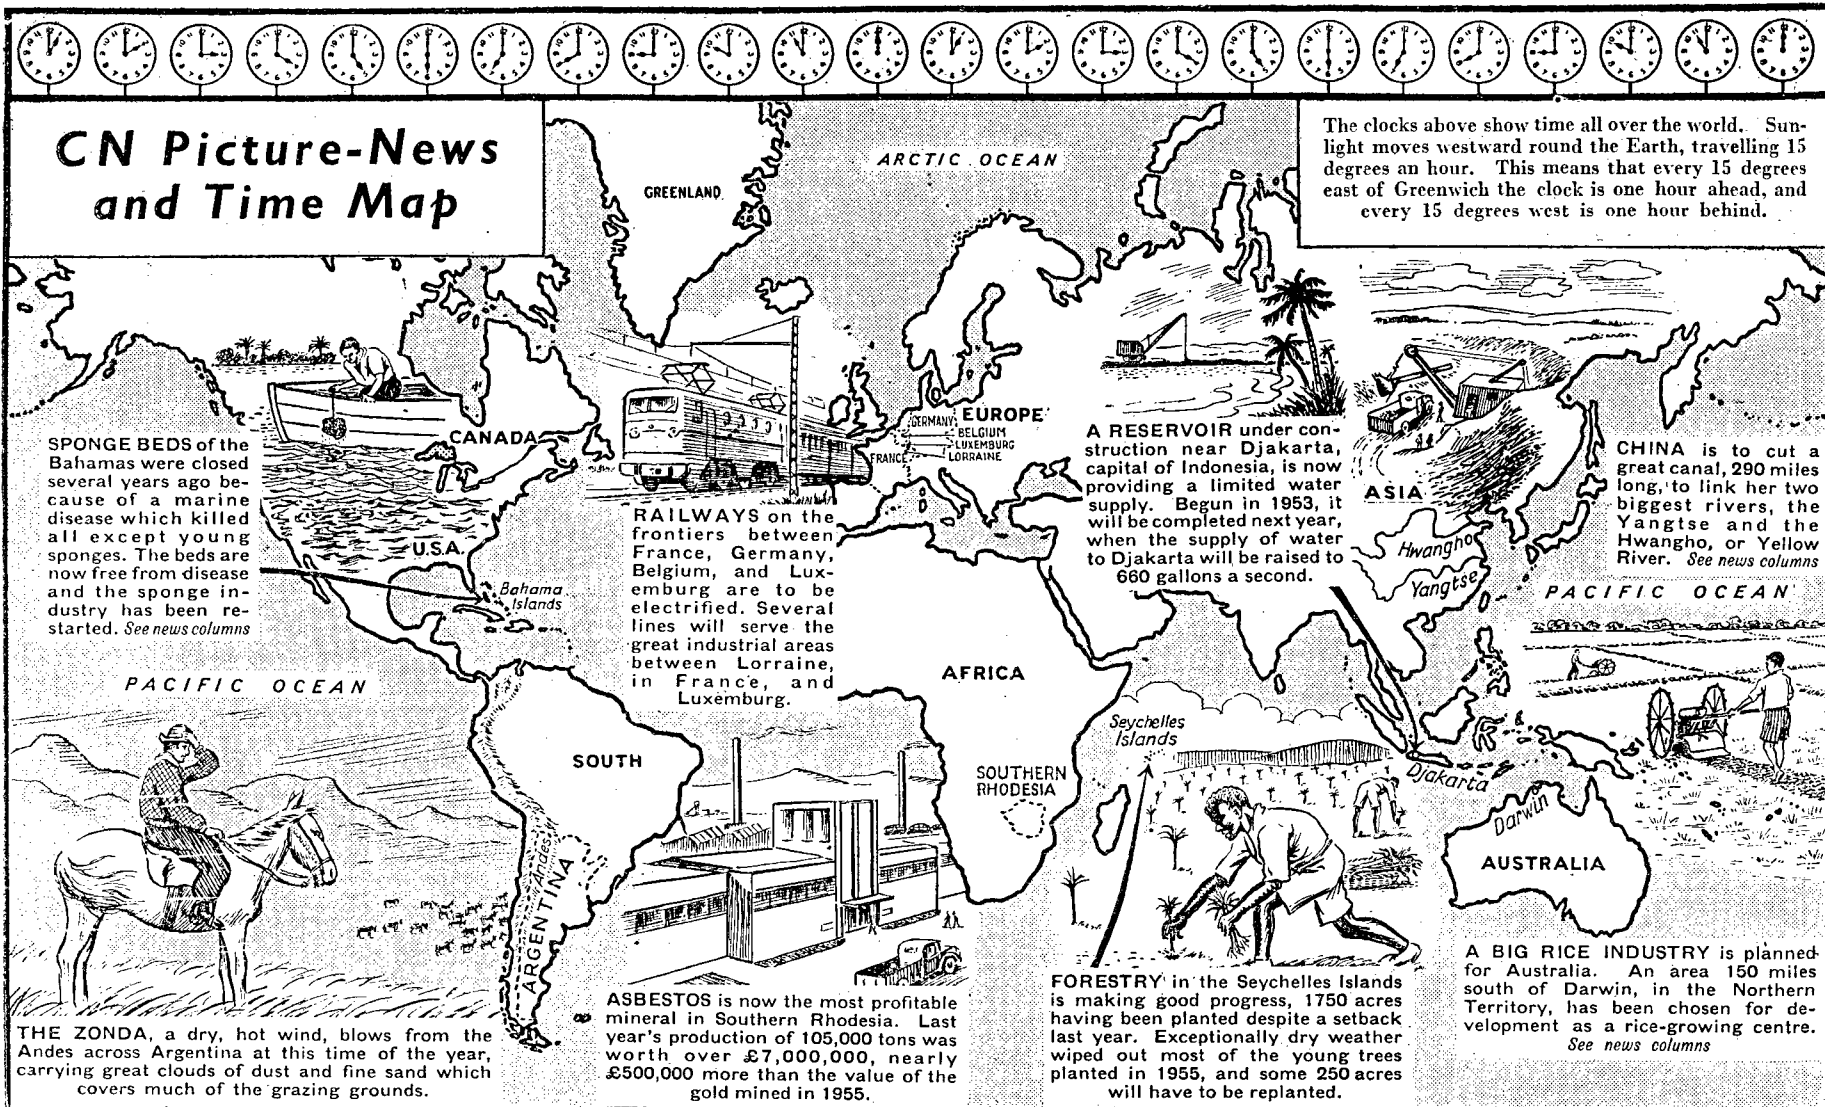 CN Picture-News
and Time Map
The clocks above show time all over the world. Sun-
light moves westward round the Earth, travelling 15
degrees an hour. This means that every 15 degrees
east of Greenwich the clock is one hour ahead, and
every 15 degrees west is one hour behind.
ARCTIC OCEAN
GREENLAND
SPONGE BEDS of the
Bahamas were closed
several years ago be-
cause of a marine
disease which killed
all except young
sponges. The beds are
now free from disease
and the sponge in-
dustry has been re-
started. See news columns
CANADA
U.S.A.
Bahama
Islands
RAILWAYS on the
frontiers between
France, Germany,
Belgium, and Lux-
emburg are to be
electrified. Several
lines will serve the
great industrial areas
between Lorraine,
in France, and
Luxemburg.
EUROPE
GERMANY
BELGIUM
LUXEMBURG
LORRAINE
FRANCE
A RESERVOIR under con-
struction near Djakarta,
capital of Indonesia, is now
providing a limited water
supply. Begun in 1953, it
will be completed next year,
when the supply of water
to Djakarta will be raised to
660 gallons a second.
ASIA
Hwangho
Yangtse
CHINA is to cut a
great canal, 290 miles
long, to link her two
biggest rivers, the
Yangtse and the
Hwangho, or Yellow
River. See news columns
PACIFIC OCEAN
PACIFIC OCEAN
AFRICA
SOUTH
Seychelles
Islands
SOUTHERN
RHODESIA
Djakarta
Darwin
AUSTRALIA
Andes
ARGENTINA
THE ZONDA, a dry, hot wind, blows from the
Andes across Argentina at this time of the year,
carrying great clouds of dust and fine sand which
covers much of the grazing grounds.
ASBESTOS is now the most profitable
mineral in Southern Rhodesia. Last
year's production of 105,000 tons was
worth over £7,000,000, nearly
£500,000 more than the value of the
gold mined in 1955.
FORESTRY in the Seychelles Islands
is making good progress, 1750 acres
having been planted despite a setback
last year. Exceptionally dry weather
wiped out most of the young trees
planted in 1955, and some 250 acres
will have to be replanted.
A BIG RICE INDUSTRY is planned
for Australia. An area 150 miles
south of Darwin, in the Northern
Territory, has been chosen for de-
velopment as a rice-growing centre.
See news columns